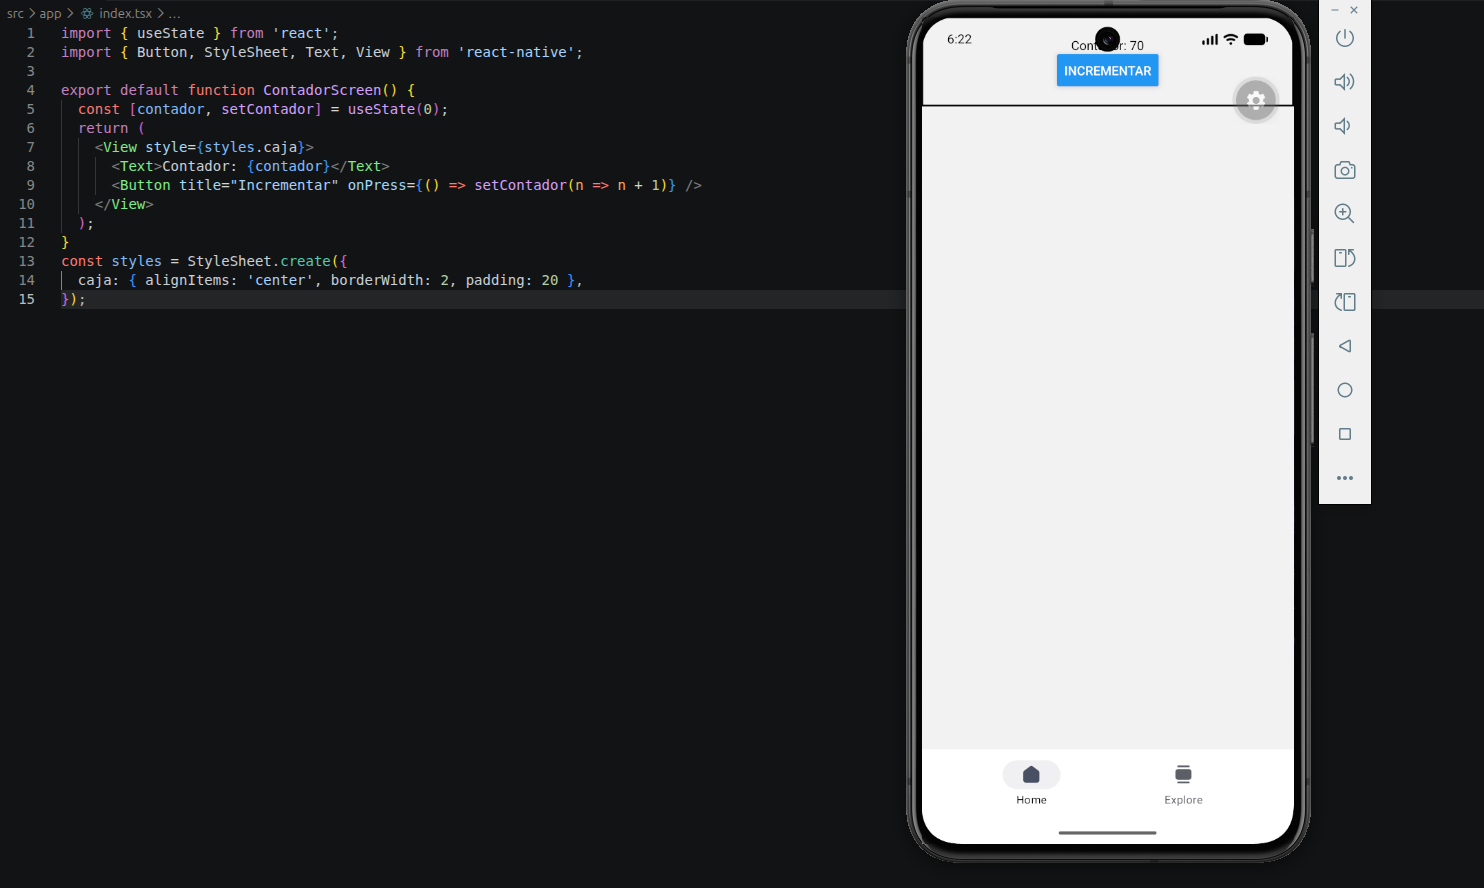 src > app > index.tsx > ...
1 import { useState } from 'react';
2 import { Button, StyleSheet, Text, View } from 'react-native';
3
4 export default function ContadorScreen() {
5 const [contador, setContador] = useState(0);
6 return (
7 <View style={styles.caja}>
8 <Text>Contador: {contador}</Text>
9 <Button title="Incrementar" onPress={() => setContador(n => n + 1)} />
10 </View>
11 );
12 }
13 const styles = StyleSheet.create({
14 caja: { alignItems: 'center', borderWidth: 2, padding: 20 },
15 });
6:22
Cont r: 70
INCREMENTAR
Home
Explore